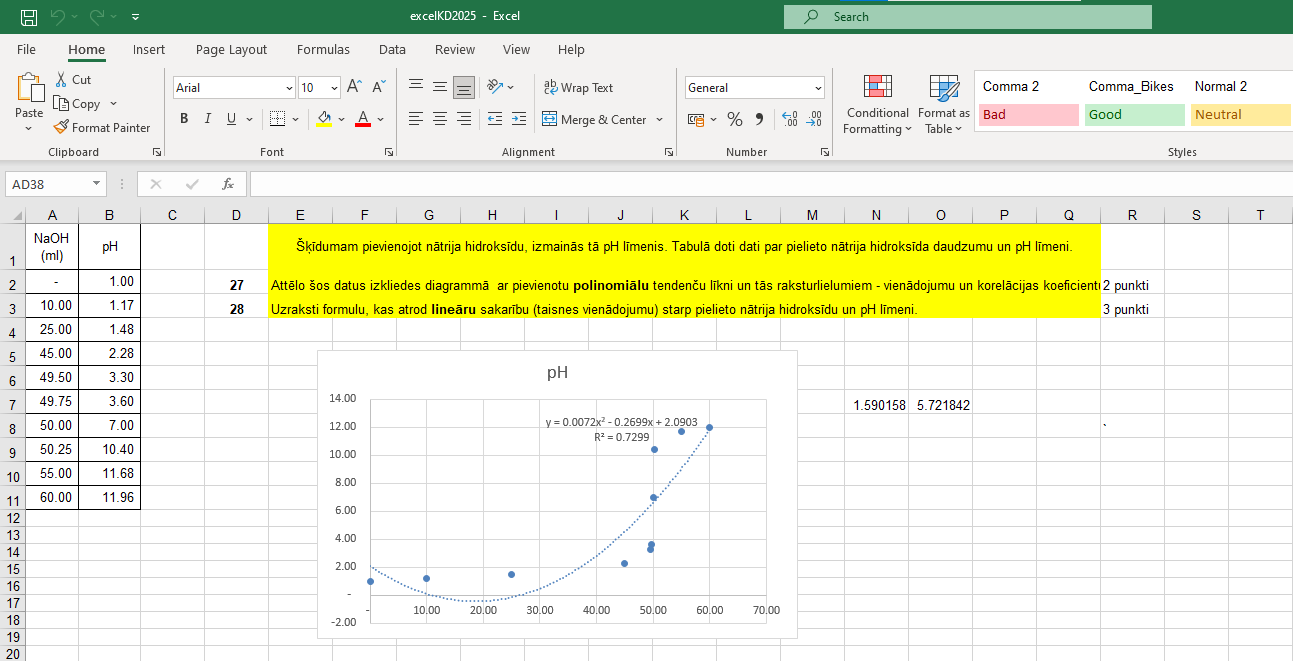 excelKD2025 - Excel
Search
File Home Insert Page Layout Formulas Data Review View Help
Paste
Cut
Copy
Format Painter
Clipboard
Arial 10
A A
B I U A
Font
ab Wrap Text
Merge & Center
Alignment
General
% 9 .00 .00
Number
Conditional Formatting
Format as Table
Comma 2 Comma_Bikes Normal 2
Bad Good Neutral
Styles
AD38 fx
A B C D E F G H I J K L M N O P Q R S T
1 NaOH (ml) pH Šķīdumam pievienojot nātrija hidroksīdu, izmainās tā pH līmenis. Tabulā doti dati par pielieto nātrija hidroksīda daudzumu un pH līmeni.
2 - 1.00 27 Attēlo šos datus izkliedes diagrammā ar pievienotu polinomiālu tendenču līkni un tās raksturlielumiem - vienādojumu un korelācijas koeficient 2 punkti
3 10.00 1.17 28 Uzraksti formulu, kas atrod lineāru sakarību (taisnes vienādojumu) starp pielieto nātrija hidroksīdu un pH līmeni. 3 punkti
4 25.00 1.48
5 45.00 2.28
6 49.50 3.30
7 49.75 3.60 1.590158 5.721842
8 50.00 7.00 `
9 50.25 10.40
10 55.00 11.68
11 60.00 11.96
12
13
14
15
16
17
18
19
20
pH
14.00
12.00
10.00
8.00
6.00
4.00
2.00
-
-2.00
y = 0.0072x² - 0.2699x + 2.0903
R² = 0.7299
- 10.00 20.00 30.00 40.00 50.00 60.00 70.00